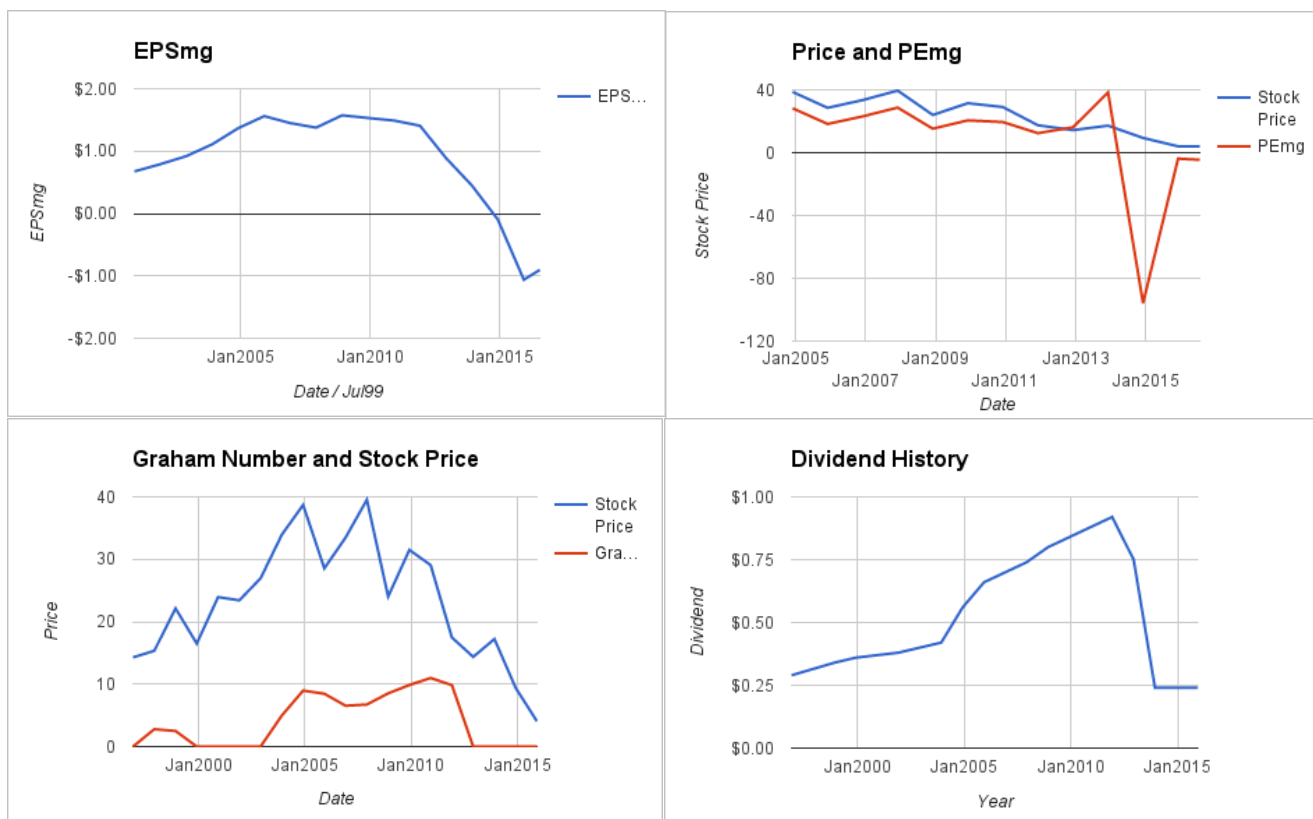 EPSmg
$2.00
$1.00
$0.00
-$1.00
-$2.00
EPSmg
Jan2005 Jan2010 Jan2015
Date / Jul99
EPS...
Price and PEmg
40
0
-40
-80
-120
Stock Price
Jan2005 Jan2009 Jan2013
Jan2007 Jan2011 Jan2015
Date
Stock
Price
PEmg
Graham Number and Stock Price
40
30
20
10
0
Price
Jan2000 Jan2005 Jan2010 Jan2015
Date
Stock
Price
Gra...
Dividend History
$1.00
$0.75
$0.50
$0.25
$0.00
Dividend
Jan2000 Jan2005 Jan2010 Jan2015
Year